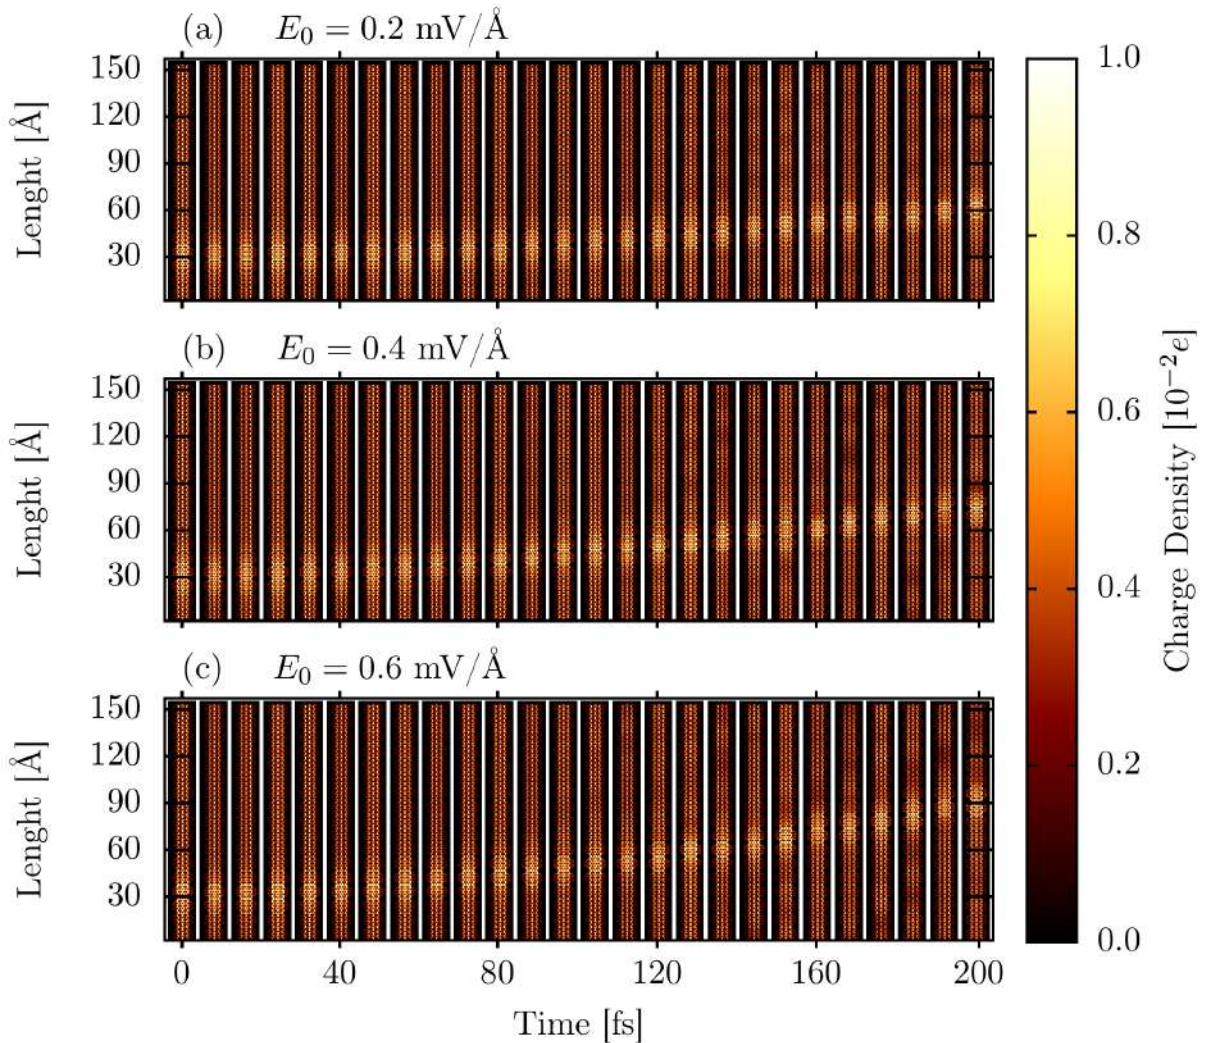 (a) E₀ = 0.2 mV/Å
150
120
90
60
30
Lenght [Å]
(b) E₀ = 0.4 mV/Å
150
120
90
60
30
Lenght [Å]
(c) E₀ = 0.6 mV/Å
150
120
90
60
30
Lenght [Å]
0 40 80 120 160 200
Time [fs]
1.0
0.8
0.6
0.4
0.2
0.0
Charge Density [10⁻²e]